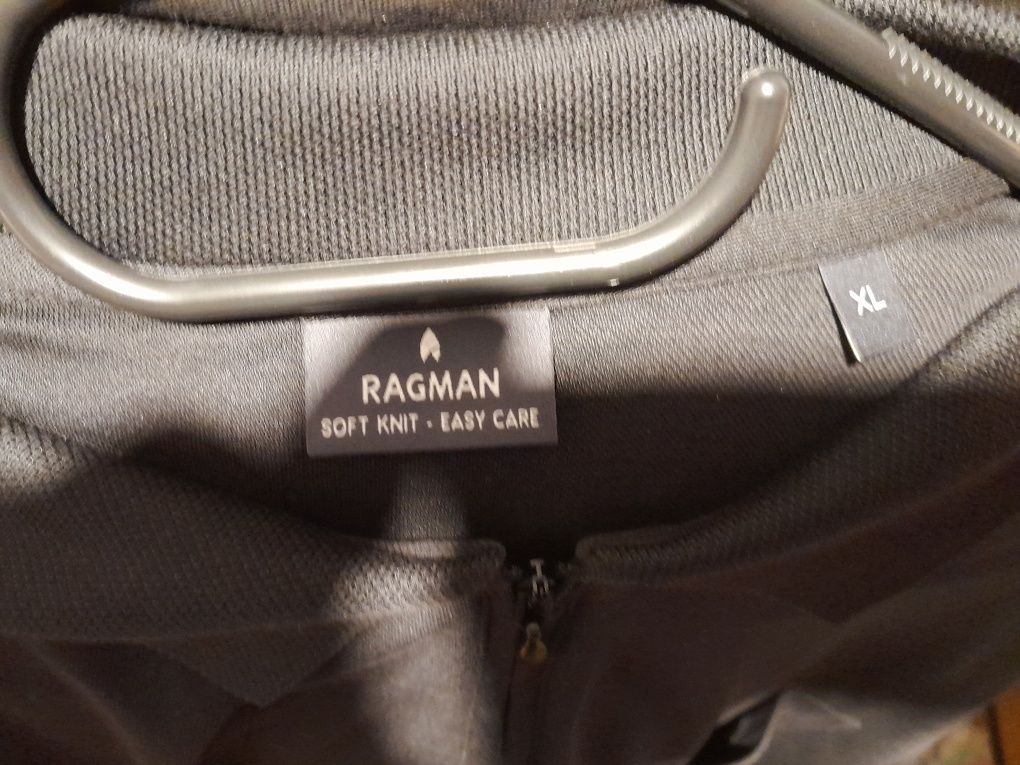 RAGMAN
SOFT KNIT • EASY CARE
XL